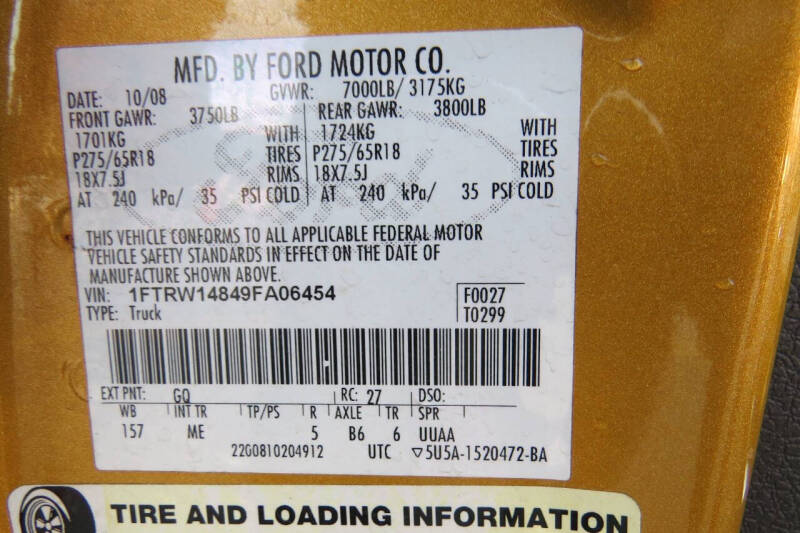 MFD. BY FORD MOTOR CO.
DATE: 10/08 GVWR: 7000LB/ 3175KG
FRONT GAWR: 3750LB REAR GAWR: 3800LB
1701KG WITH 1724KG WITH
P275/65R18 TIRES P275/65R18 TIRES
18X7.5J RIMS 18X7.5J RIMS
AT 240 kPa/ 35 PSI COLD AT 240 kPa/ 35 PSI COLD
THIS VEHICLE CONFORMS TO ALL APPLICABLE FEDERAL MOTOR
VEHICLE SAFETY STANDARDS IN EFFECT ON THE DATE OF
MANUFACTURE SHOWN ABOVE.
VIN: 1FTRW14849FA06454 F0027
TYPE: Truck T0299
EXT PNT: GQ RC: 27 DSO:
WB INT TR TP/PS R AXLE TR SPR
157 ME 5 B6 6 UUAA
22G0810204912 UTC ▽5U5A-1520472-BA
TIRE AND LOADING INFORMATION